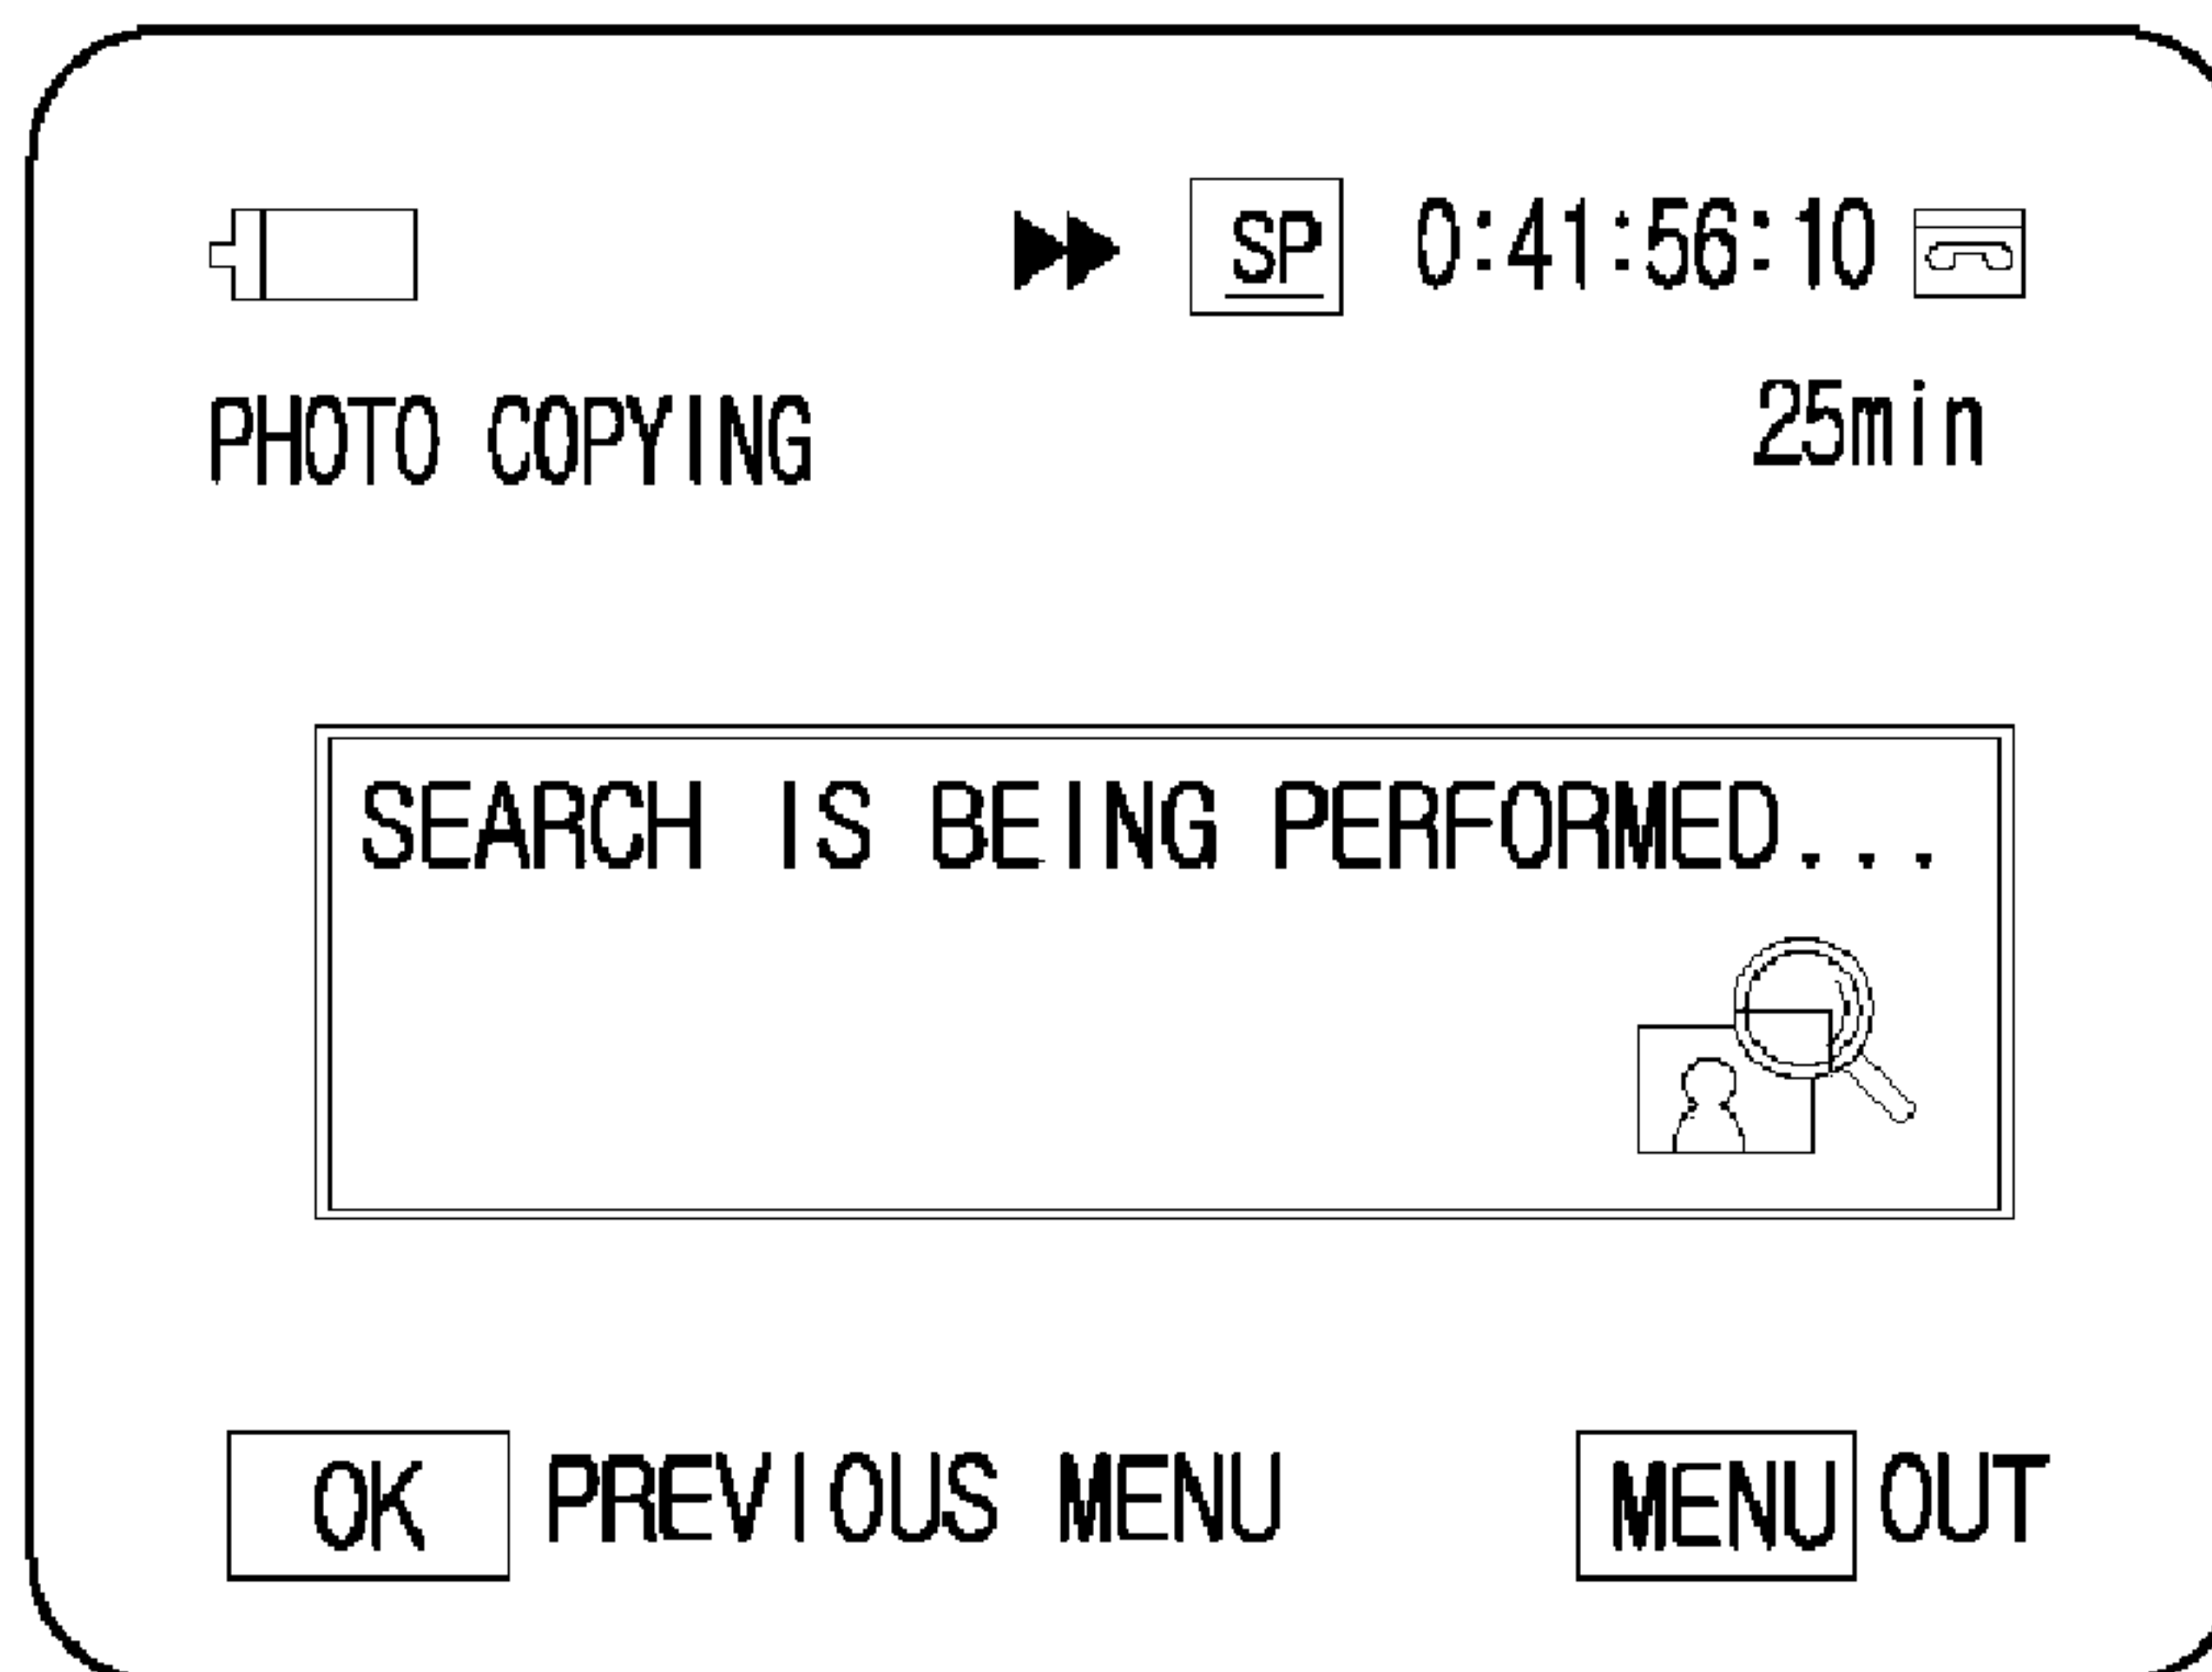 SP 0:41:56:10
PHOTO COPYING 25min
SEARCH IS BEING PERFORMED...
OK PREVIOUS MENU MENU OUT